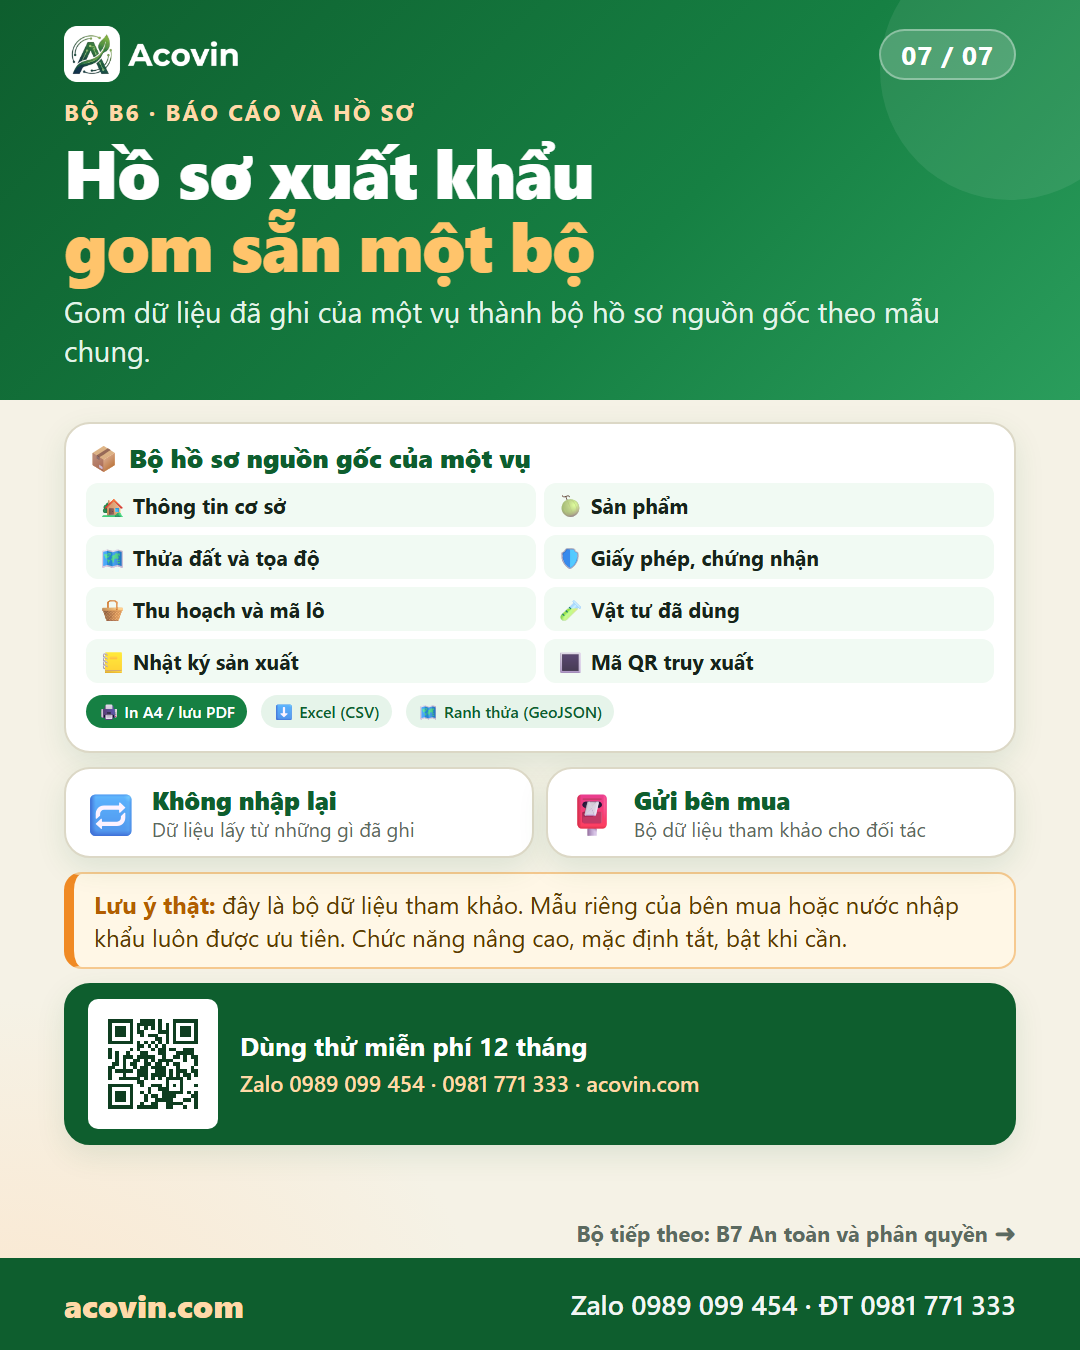 Acovin
07 / 07
BỘ B6 · BÁO CÁO VÀ HỒ SƠ
Hồ sơ xuất khẩu
gom sẵn một bộ
Gom dữ liệu đã ghi của một vụ thành bộ hồ sơ nguồn gốc theo mẫu
chung.
Bộ hồ sơ nguồn gốc của một vụ
Thông tin cơ sở
Sản phẩm
Thửa đất và tọa độ
Giấy phép, chứng nhận
Thu hoạch và mã lô
Vật tư đã dùng
Nhật ký sản xuất
Mã QR truy xuất
In A4 / lưu PDF
Excel (CSV)
Ranh thửa (GeoJSON)
Không nhập lại
Dữ liệu lấy từ những gì đã ghi
Gửi bên mua
Bộ dữ liệu tham khảo cho đối tác
Lưu ý thật: đây là bộ dữ liệu tham khảo. Mẫu riêng của bên mua hoặc nước nhập
khẩu luôn được ưu tiên. Chức năng nâng cao, mặc định tắt, bật khi cần.
Dùng thử miễn phí 12 tháng
Zalo 0989 099 454 · 0981 771 333 · acovin.com
Bộ tiếp theo: B7 An toàn và phân quyền ➜
acovin.com
Zalo 0989 099 454 · ĐT 0981 771 333